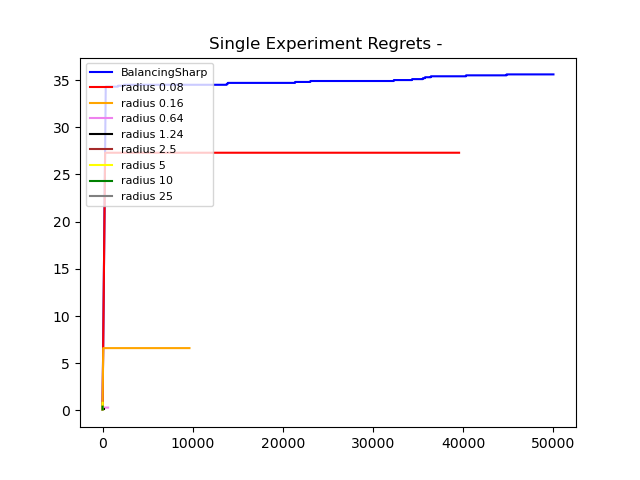 Single Experiment Regrets -
35
30
25
20
15
10
5
0
BalancingSharp
radius 0.08
radius 0.16
radius 0.64
radius 1.24
radius 2.5
radius 5
radius 10
radius 25
0 10000 20000 30000 40000 50000